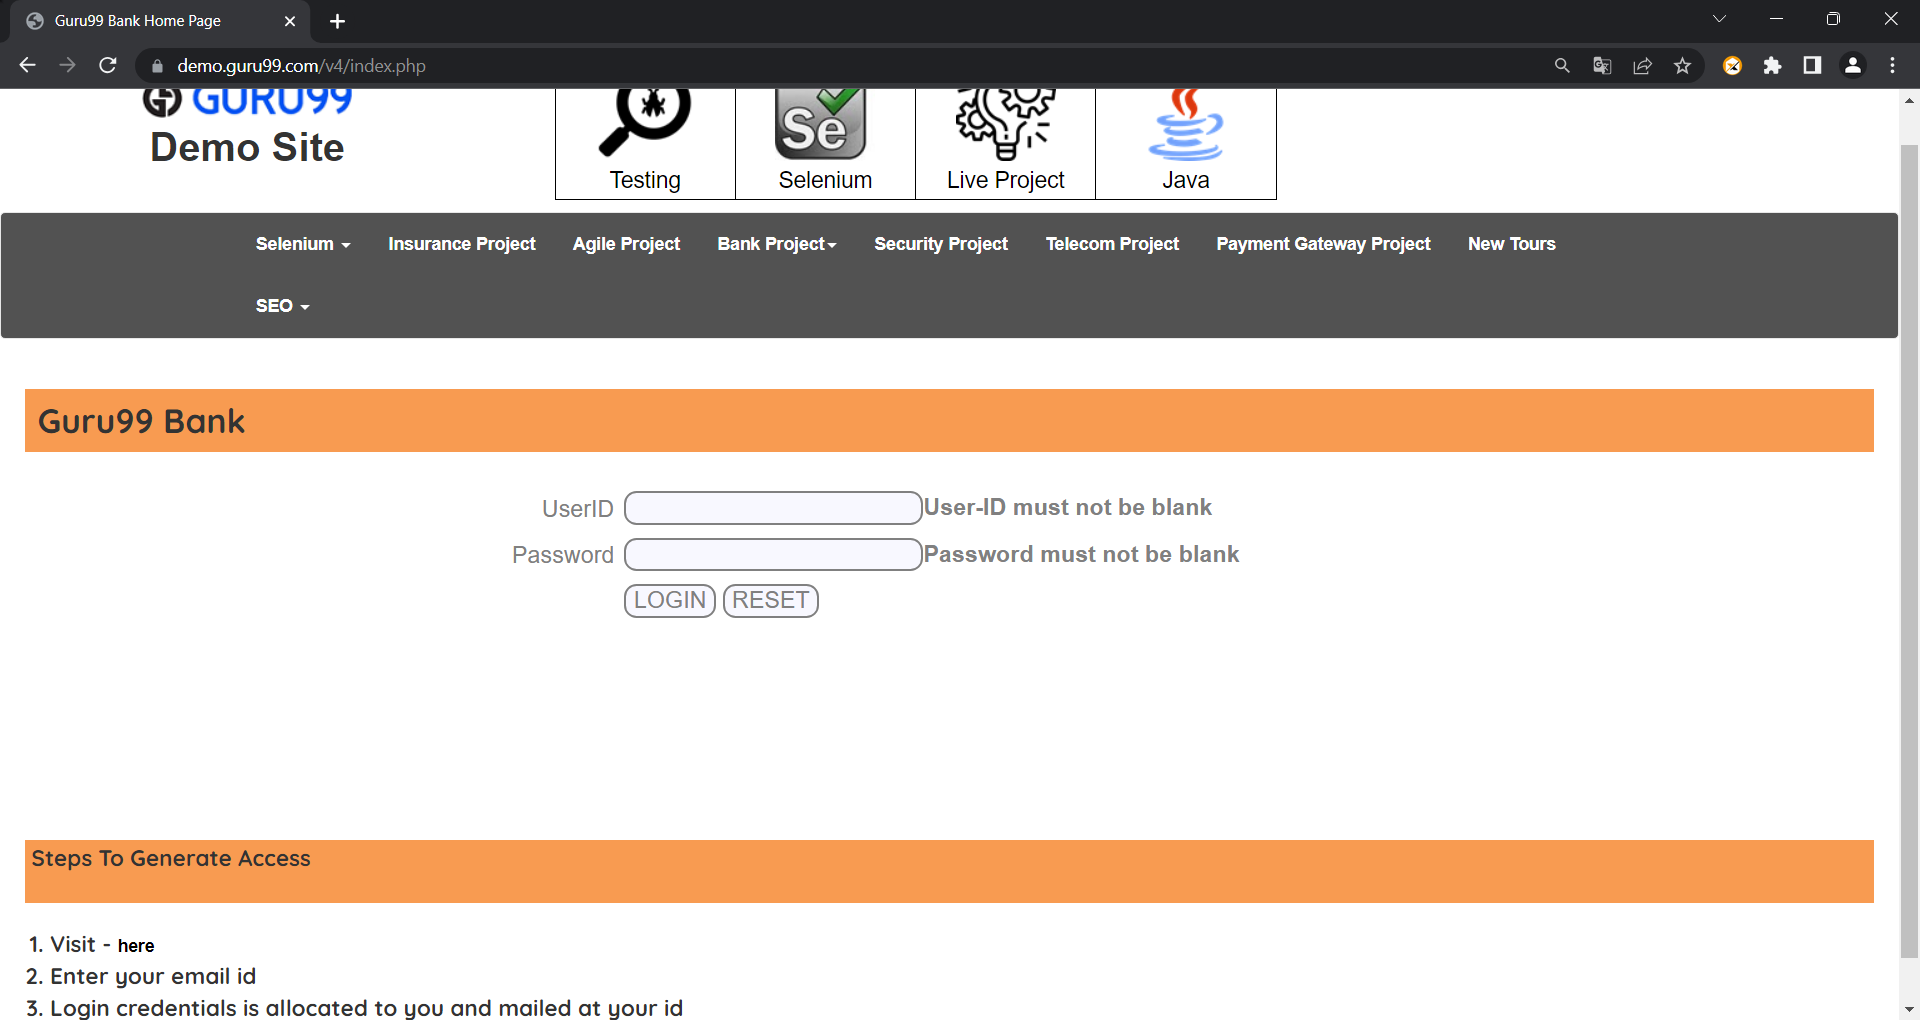 Guru99 Bank Home Page
demo.guru99.com/v4/index.php
GURU99
Demo Site
Se
Testing
Selenium
Live Project
Java
Selenium
Insurance Project
Agile Project
Bank Project
Security Project
Telecom Project
Payment Gateway Project
New Tours
SEO
Guru99 Bank
UserID
User-ID must not be blank
Password
Password must not be blank
LOGIN
RESET
Steps To Generate Access
1. Visit - here
2. Enter your email id
3. Login credentials is allocated to you and mailed at your id